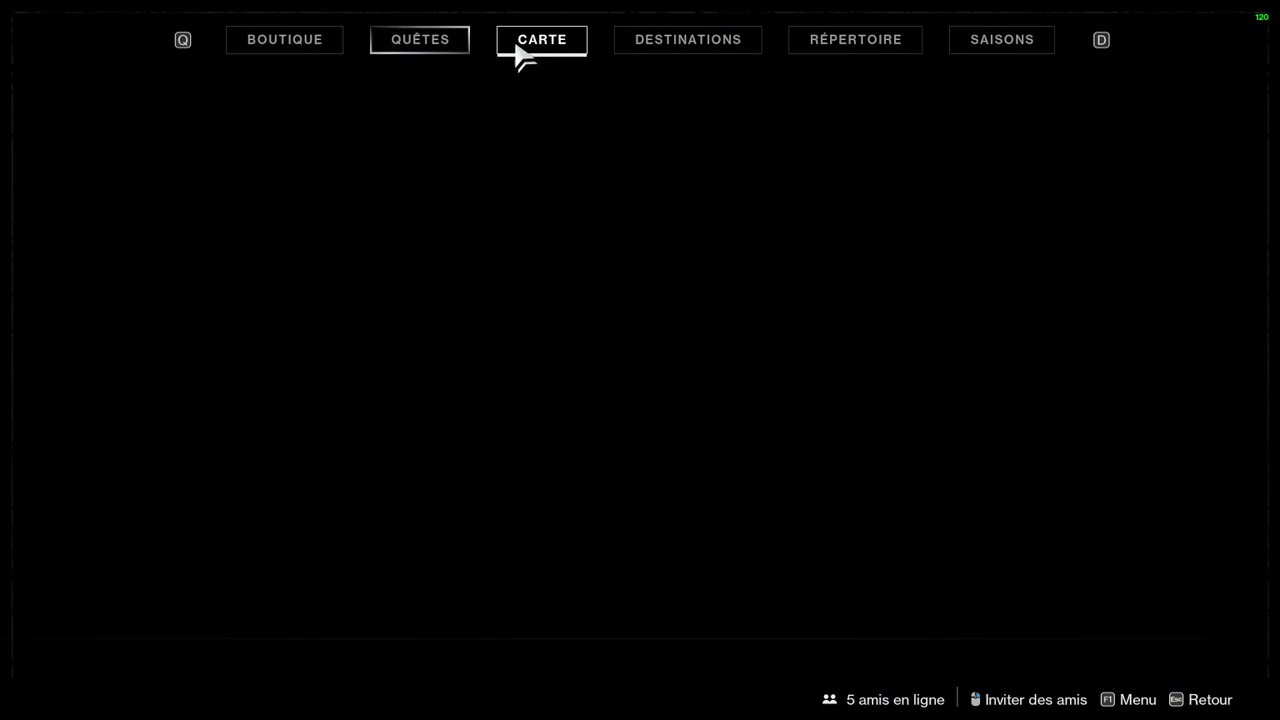 120
Q BOUTIQUE QUÊTES CARTE DESTINATIONS RÉPERTOIRE SAISONS D
5 amis en ligne Inviter des amis F1 Menu Esc Retour